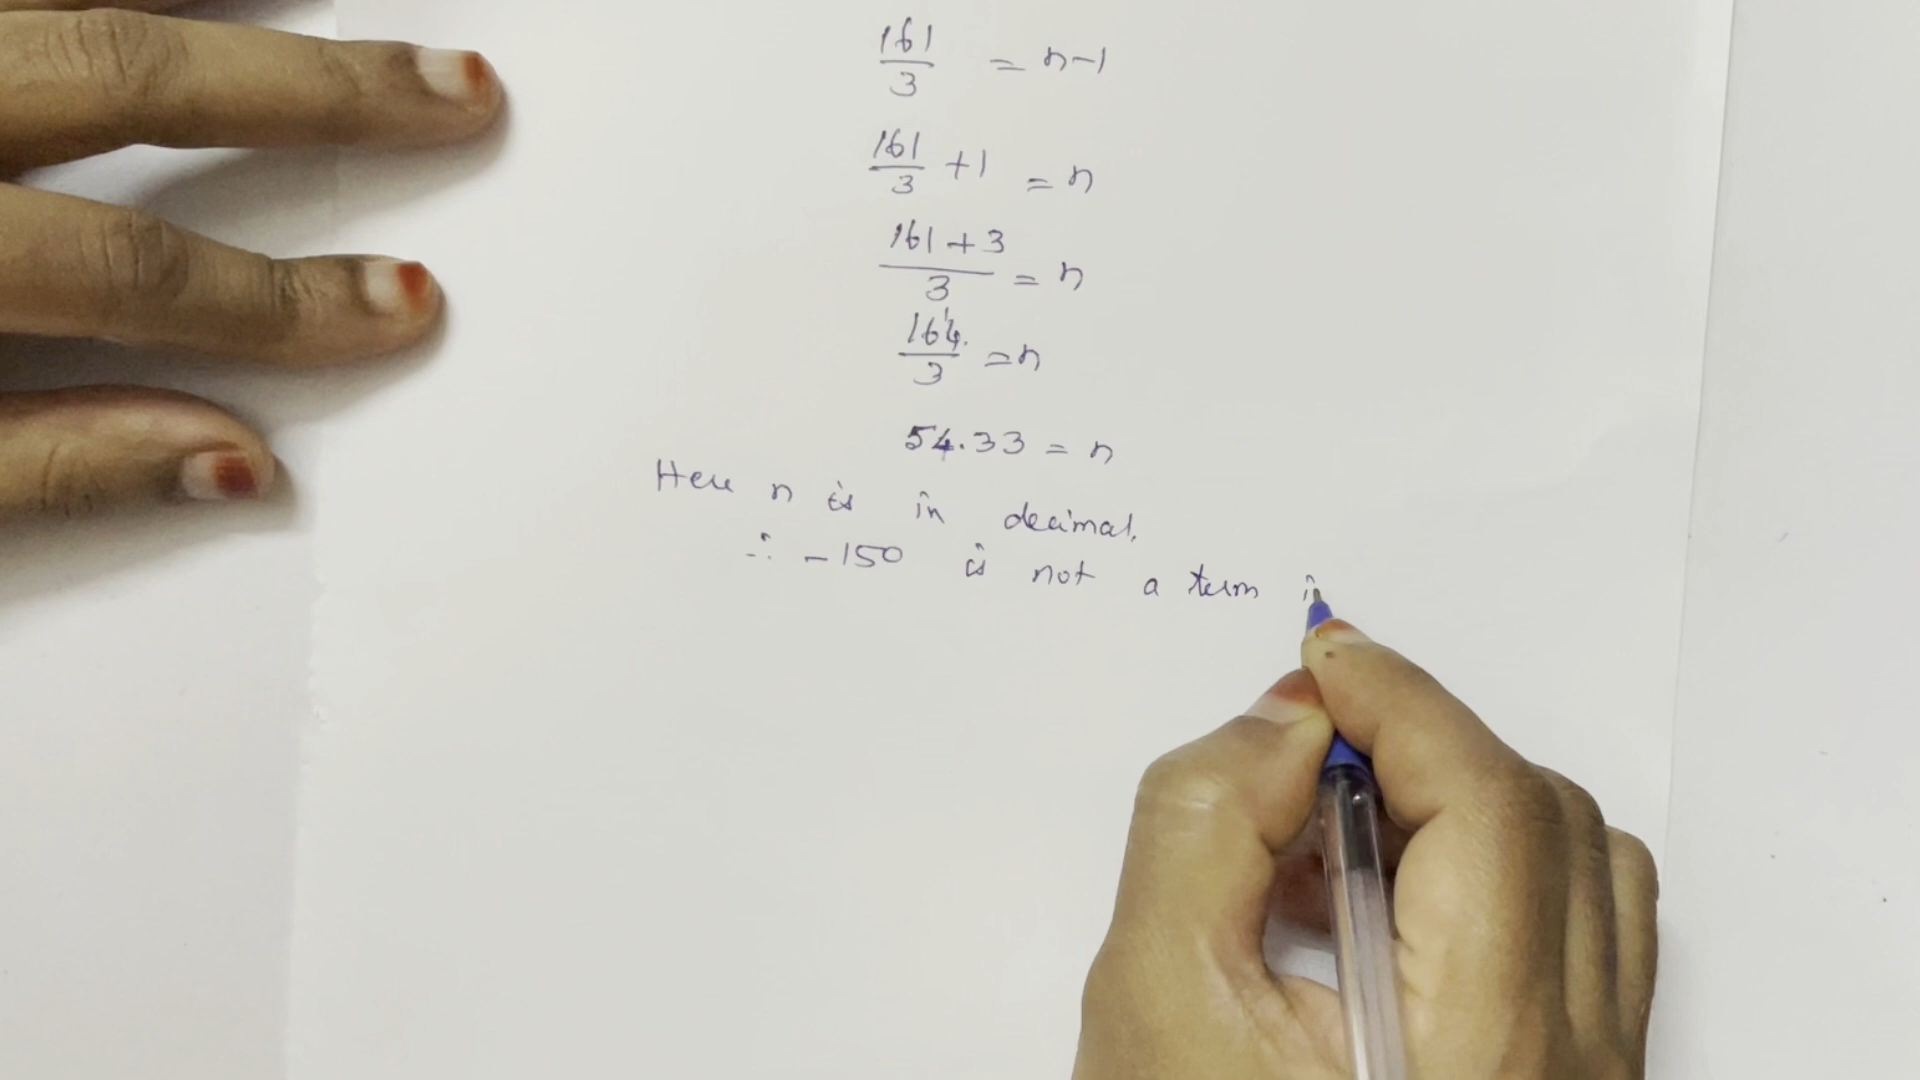 161/3 = n-1
161/3 +1 = n
161+3/3 = n
164/3 = n
54.33 = n
Here n is in decimal.
∴ -150 is not a term i